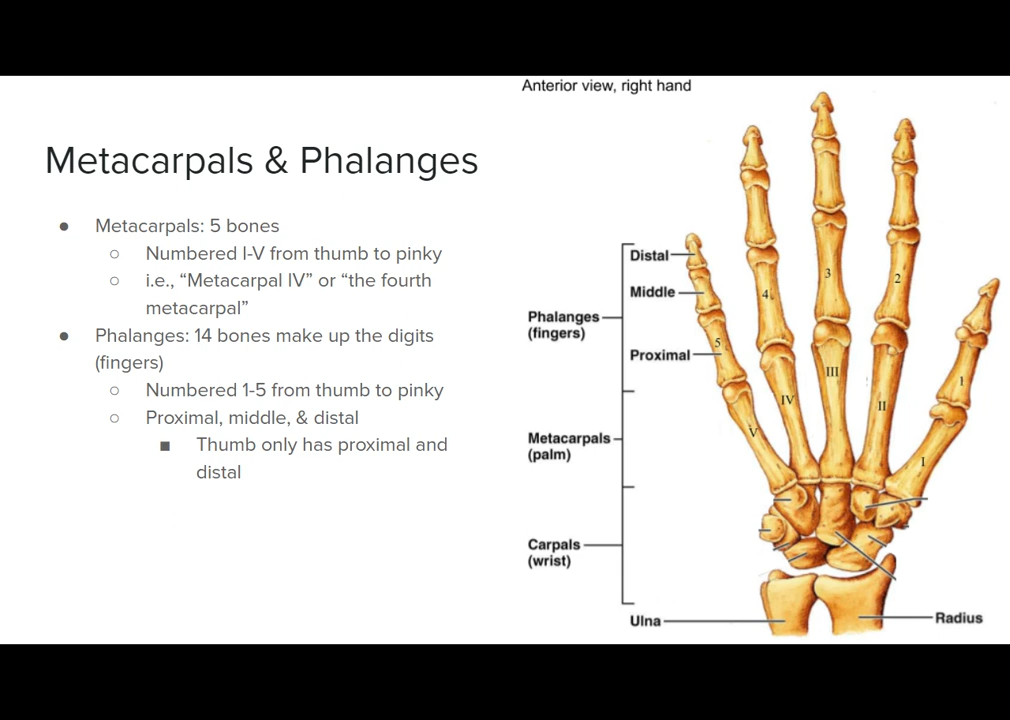 Anterior view, right hand
Metacarpals & Phalanges
● Metacarpals: 5 bones
○ Numbered I-V from thumb to pinky
○ i.e., “Metacarpal IV” or “the fourth
metacarpal”
● Phalanges: 14 bones make up the digits
(fingers)
○ Numbered 1-5 from thumb to pinky
○ Proximal, middle, & distal
■ Thumb only has proximal and
distal
Distal
Middle
Phalanges
(fingers)
Proximal
Metacarpals
(palm)
Carpals
(wrist)
Ulna
Radius
3
2
4
5
1
III
IV
II
V
I